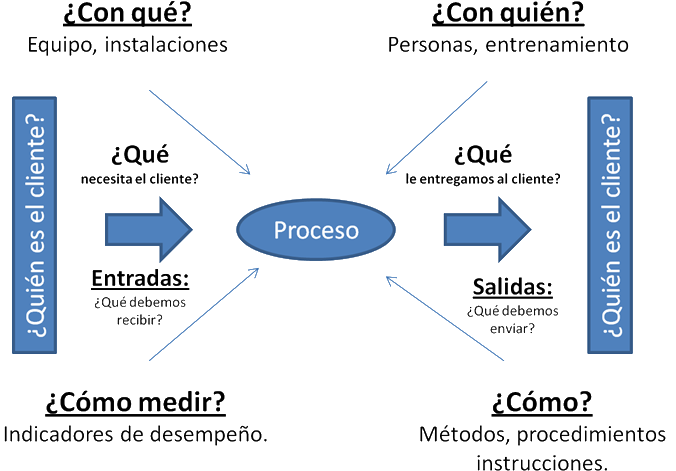 ¿Con qué?
Equipo, instalaciones
¿Con quién?
Personas, entrenamiento
¿Quién es el cliente?
¿Qué
necesita el cliente?
Entradas:
¿Qué debemos
recibir?
Proceso
¿Qué
le entregamos al cliente?
Salidas:
¿Qué debemos
enviar?
¿Quién es el cliente?
¿Cómo medir?
Indicadores de desempeño.
¿Cómo?
Métodos, procedimientos
instrucciones.